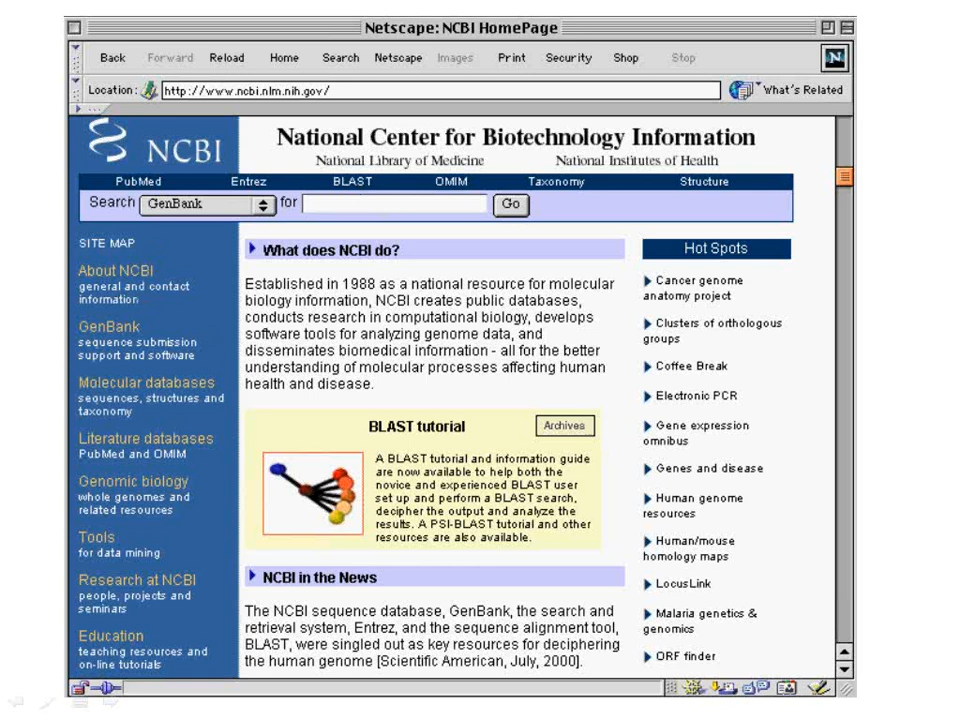 Netscape: NCBI HomePage
Back Forward Reload Home Search Netscape Images Print Security Shop Stop
N
Location: http://www.ncbi.nlm.nih.gov/ What's Related
NCBI
National Center for Biotechnology Information
National Library of Medicine National Institutes of Health
PubMed Entrez BLAST OMIM Taxonomy Structure
Search GenBank for Go
SITE MAP
About NCBI
general and contact
information
GenBank
sequence submission
support and software
Molecular databases
sequences, structures and
taxonomy
Literature databases
PubMed and OMIM
Genomic biology
whole genomes and
related resources
Tools
for data mining
Research at NCBI
people, projects and
seminars
Education
teaching resources and
on-line tutorials
What does NCBI do?
Established in 1988 as a national resource for molecular
biology information, NCBI creates public databases,
conducts research in computational biology, develops
software tools for analyzing genome data, and
disseminates biomedical information - all for the better
understanding of molecular processes affecting human
health and disease.
BLAST tutorial Archives
A BLAST tutorial and information guide
are now available to help both the
novice and experienced BLAST user
set up and perform a BLAST search,
decipher the output and analyze the
results. A PSI-BLAST tutorial and other
resources are also available.
NCBI in the News
The NCBI sequence database, GenBank, the search and
retrieval system, Entrez, and the sequence alignment tool,
BLAST, were singled out as key resources for deciphering
the human genome [Scientific American, July, 2000].
Hot Spots
Cancer genome
anatomy project
Clusters of orthologous
groups
Coffee Break
Electronic PCR
Gene expression
omnibus
Genes and disease
Human genome
resources
Human/mouse
homology maps
LocusLink
Malaria genetics &
genomics
ORF finder